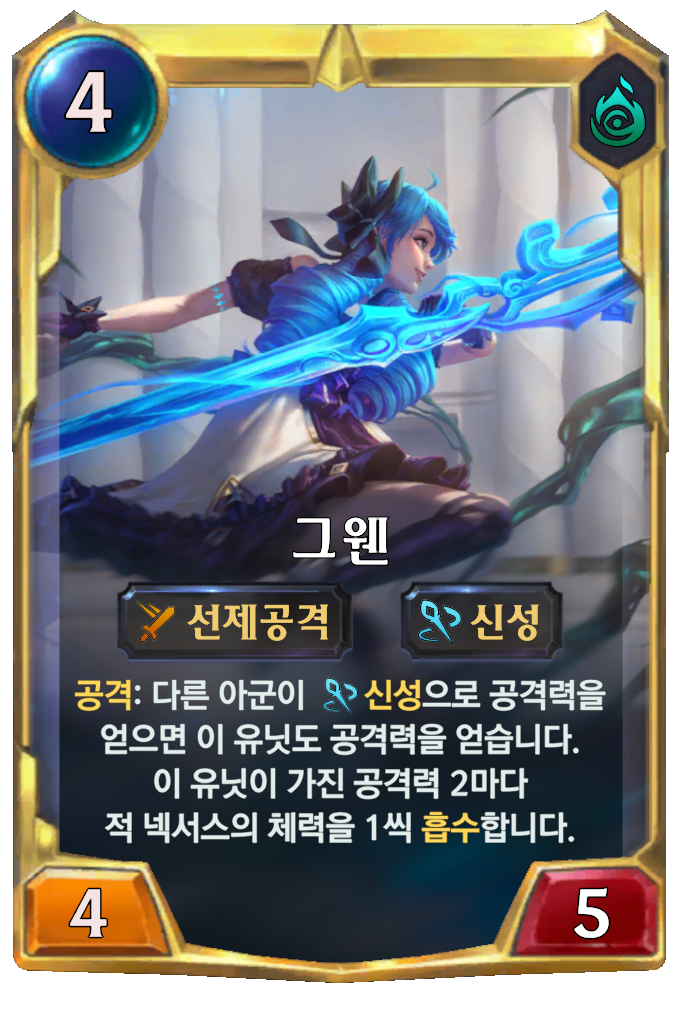 4
그웬
선제공격 신성
공격: 다른 아군이 신성으로 공격력을
얻으면 이 유닛도 공격력을 얻습니다.
이 유닛이 가진 공격력 2마다
적 넥서스의 체력을 1씩 흡수합니다.
4 5